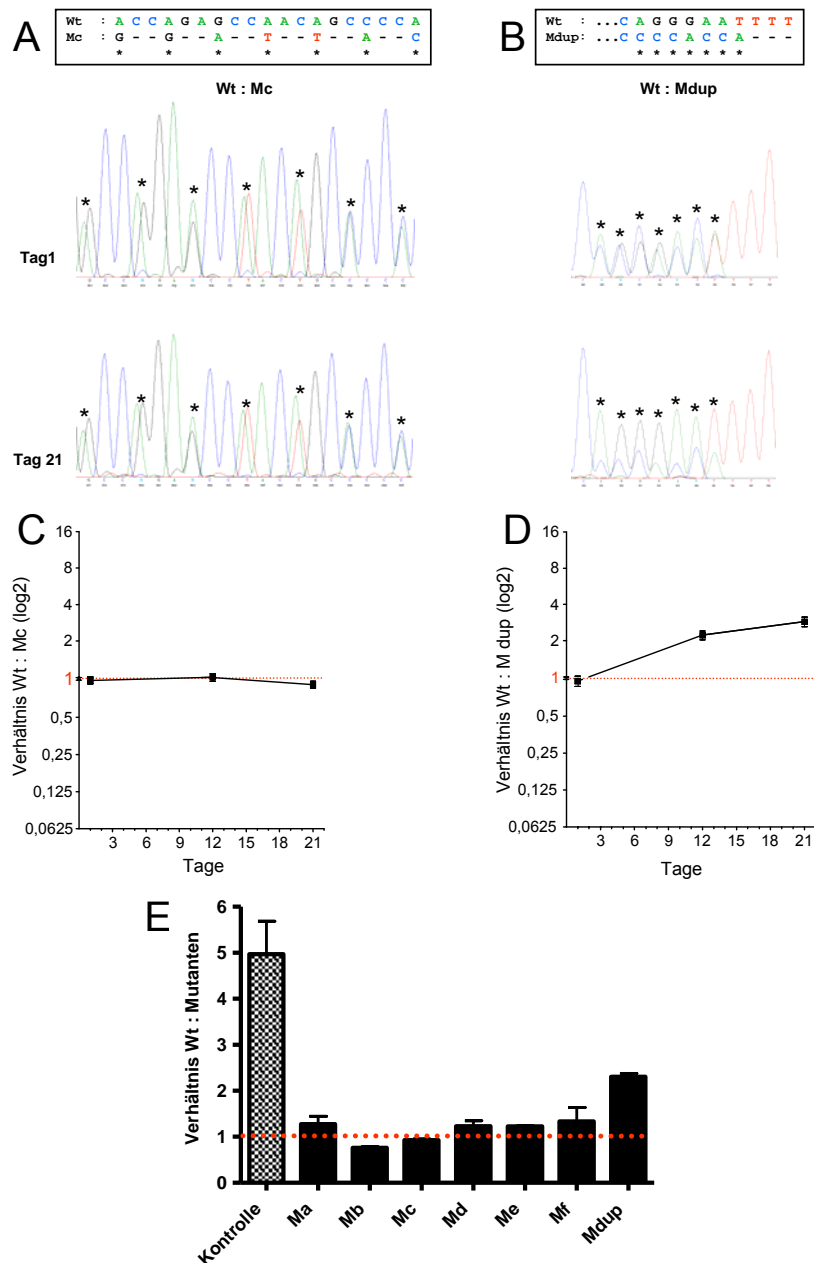 A
Wt : A C C A G A G C C A A C A G C C C C A
Mc : G - - G - - A - - T - - T - - A - - C
* * * * * * *
Wt : Mc
B
Wt : ...C A G G G A A T T T T
Mdup: ...C C C C A C C A - - -
* * * * * * *
Wt : Mdup
* * * * * * *
* * * * * * *
Tag1
* * * * * * *
* * * * * * *
Tag 21
C
Verhältnis Wt : Mc (log2)
16
8
4
2
1
0,5
0,25
0,125
0,0625
3 6 9 12 15 18 21
Tage
D
Verhältnis Wt : M dup (log2)
16
8
4
2
1
0,5
0,25
0,125
0,0625
3 6 9 12 15 18 21
Tage
E
Verhältnis Wt : Mutanten
6
5
4
3
2
1
0
Kontrolle Ma Mb Mc Md Me Mf Mdup